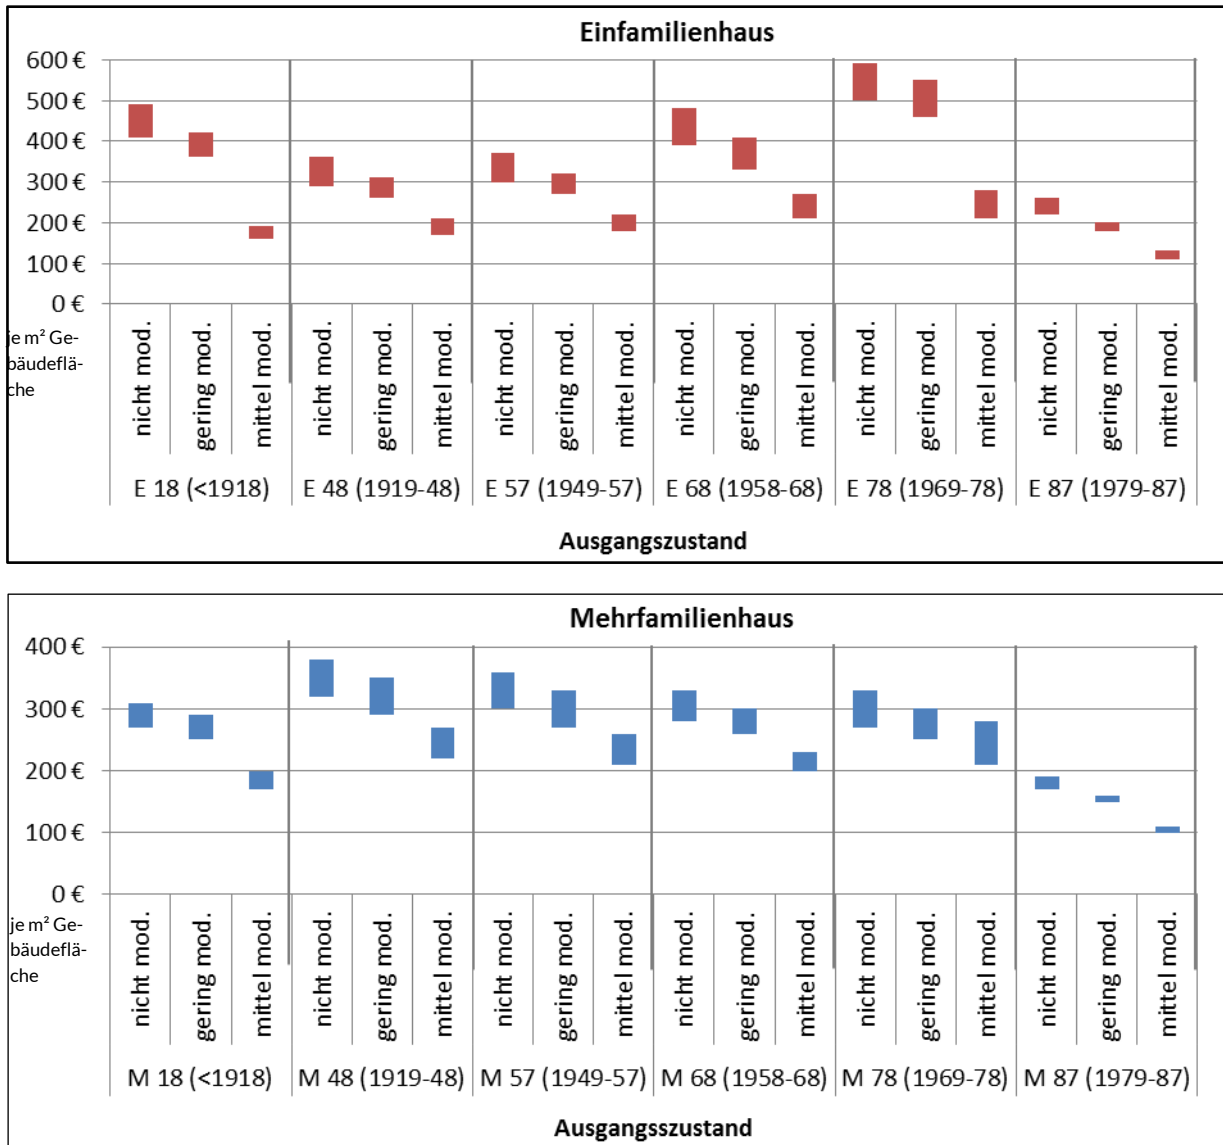 Einfamilienhaus
600 €
500 €
400 €
300 €
200 €
100 €
0 €
je m² Ge-
bäudeflä-
che
nicht mod.
gering mod.
mittel mod.
nicht mod.
gering mod.
mittel mod.
nicht mod.
gering mod.
mittel mod.
nicht mod.
gering mod.
mittel mod.
nicht mod.
gering mod.
mittel mod.
nicht mod.
gering mod.
mittel mod.
E 18 (<1918)
E 48 (1919-48)
E 57 (1949-57)
E 68 (1958-68)
E 78 (1969-78)
E 87 (1979-87)
Ausgangszustand
Mehrfamilienhaus
400 €
300 €
200 €
100 €
0 €
je m² Ge-
bäudeflä-
che
nicht mod.
gering mod.
mittel mod.
nicht mod.
gering mod.
mittel mod.
nicht mod.
gering mod.
mittel mod.
nicht mod.
gering mod.
mittel mod.
nicht mod.
gering mod.
mittel mod.
nicht mod.
gering mod.
mittel mod.
M 18 (<1918)
M 48 (1919-48)
M 57 (1949-57)
M 68 (1958-68)
M 78 (1969-78)
M 87 (1979-87)
Ausgangsszustand